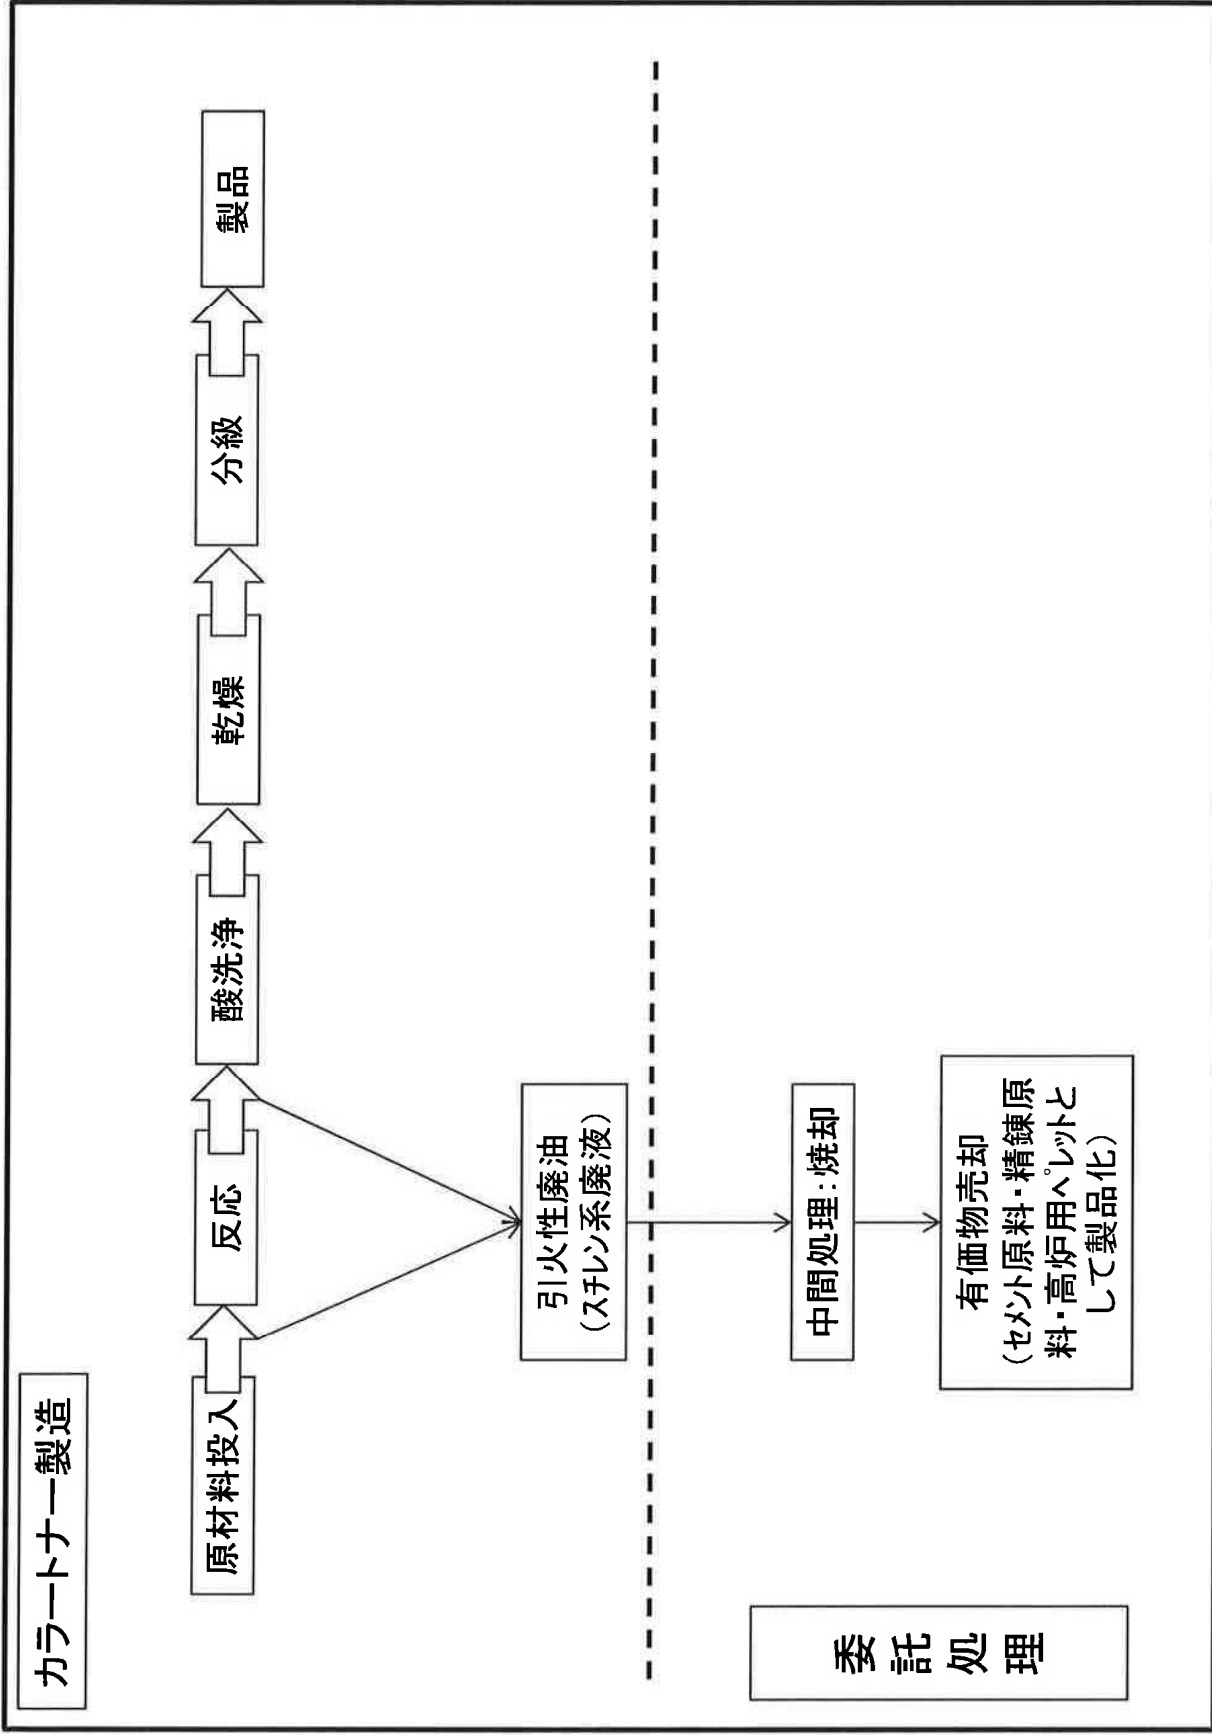 カラートナー製造
原材料投入
反応
酸洗浄
乾燥
分級
製品
引火性廃油
(スチレン系廃液)
委託処理
中間処理:焼却
有価物売却
(セメント原料・精錬原
料・高炉用ペレットと
して製品化)